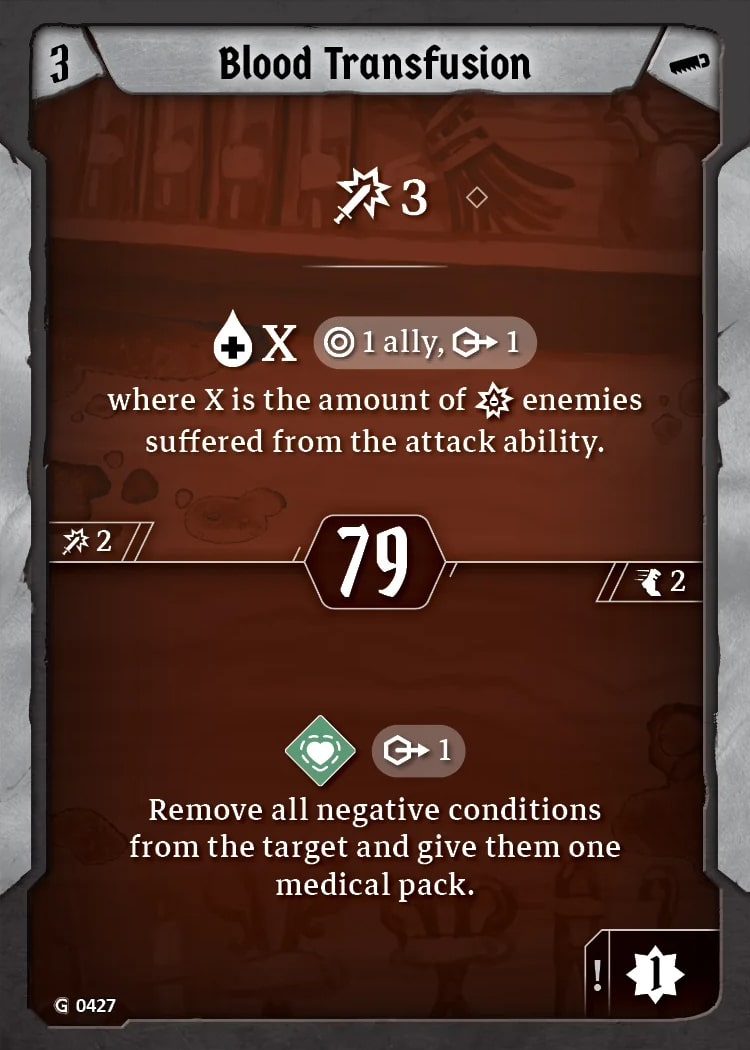 3
Blood Transfusion
3
X 1 ally, 1
where X is the amount of enemies
suffered from the attack ability.
2
79
2
1
Remove all negative conditions
from the target and give them one
medical pack.
! 1
G 0427